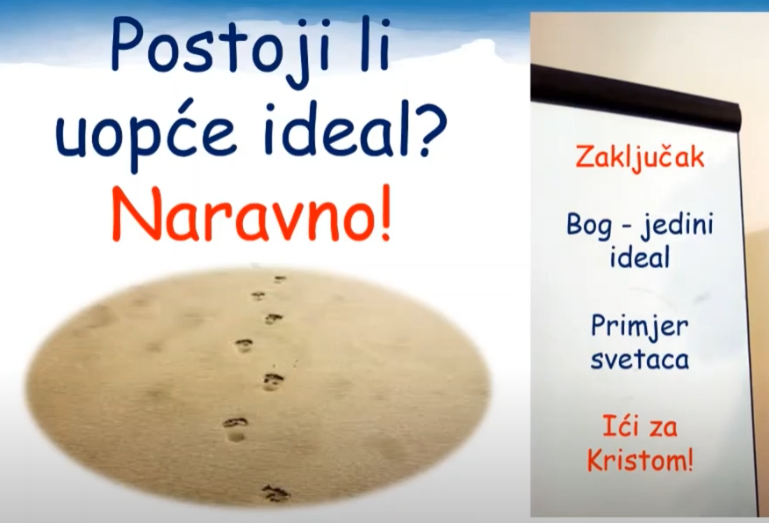 Postoji li
uopće ideal?
Naravno!
Zaključak
Bog - jedini
ideal
Primjer
svetaca
Ići za
Kristom!